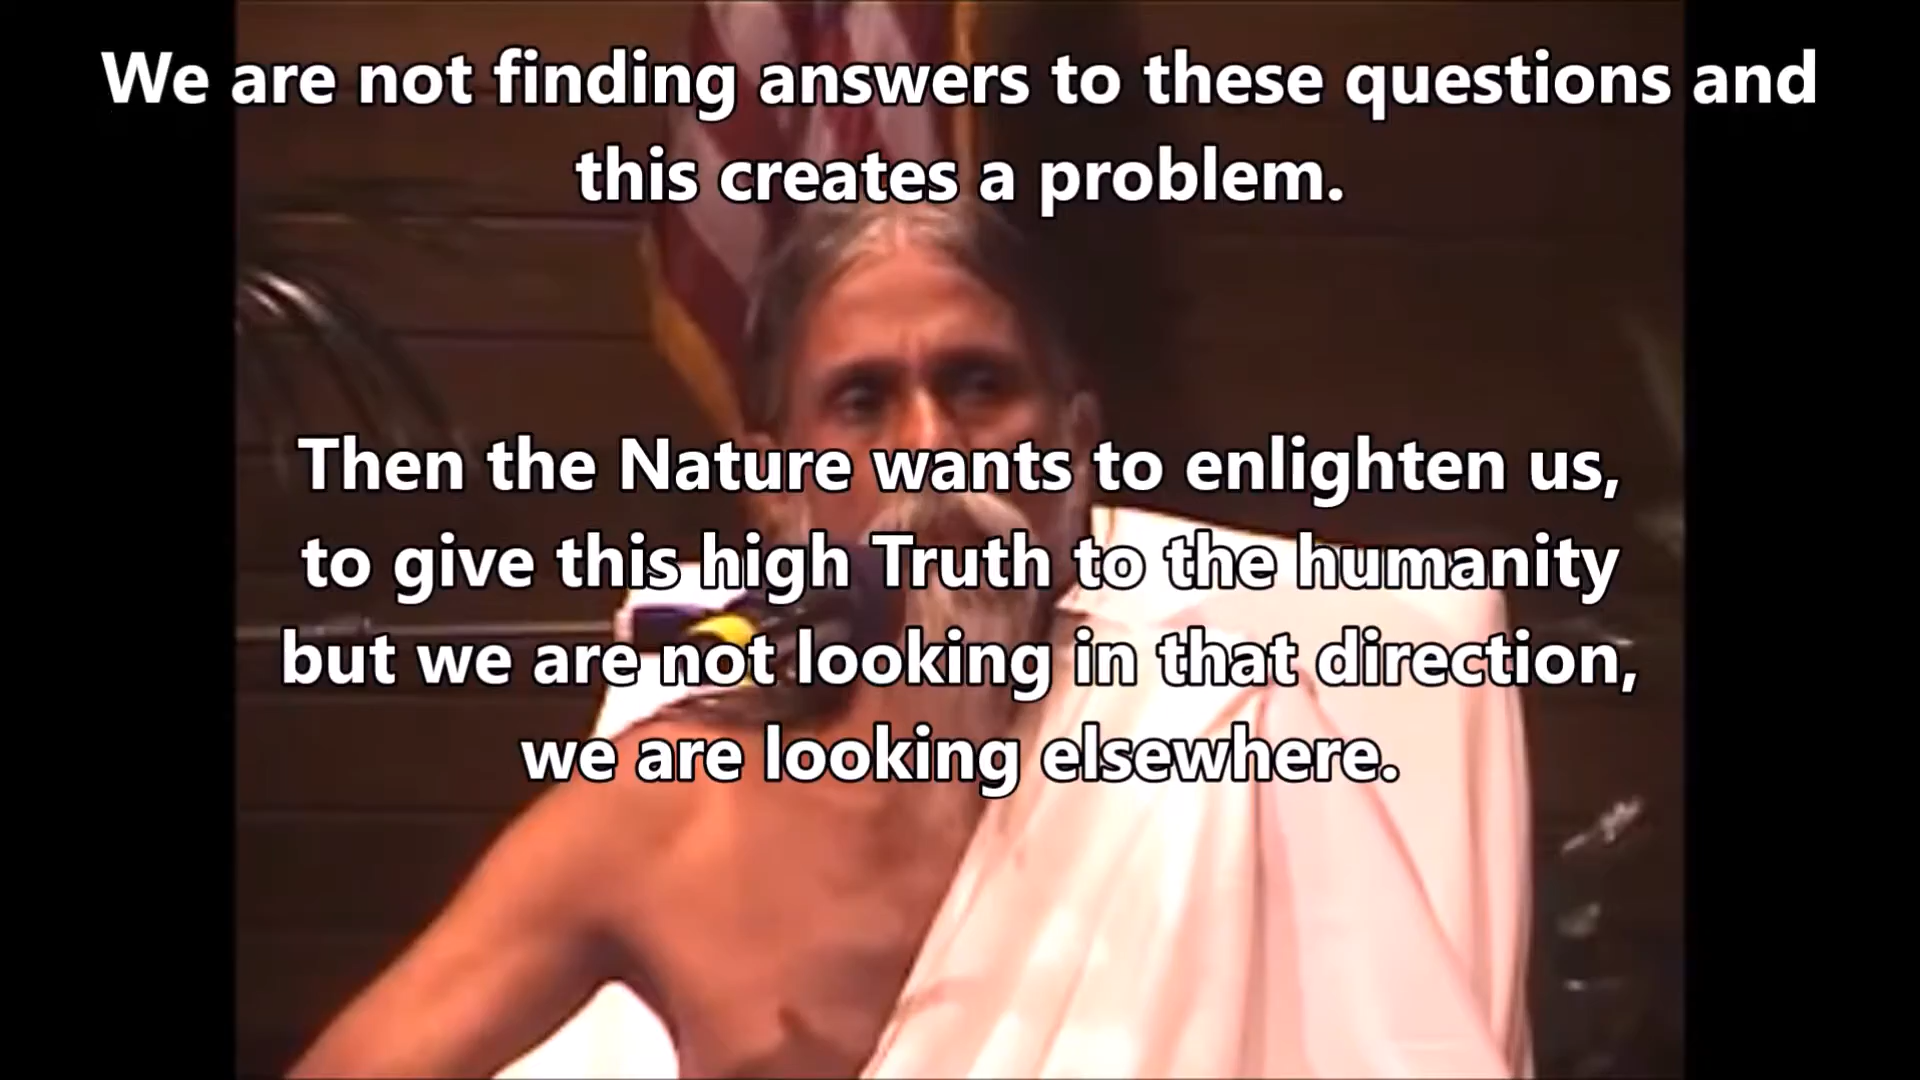 We are not finding answers to these questions and
this creates a problem.
Then the Nature wants to enlighten us,
to give this high Truth to the humanity
but we are not looking in that direction,
we are looking elsewhere.